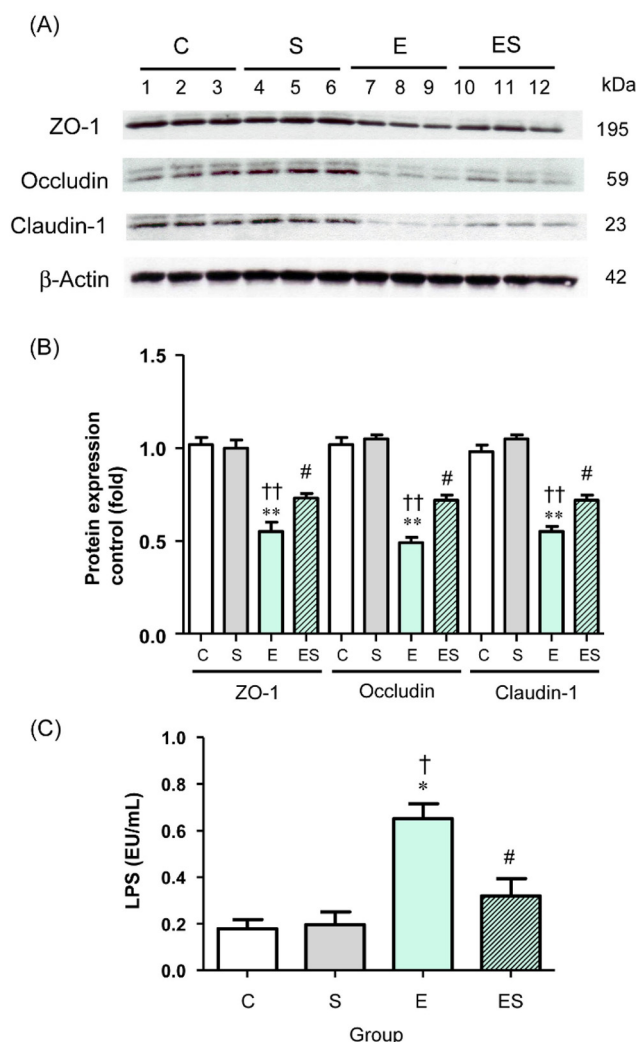 (A)
C S E ES
1 2 3 4 5 6 7 8 9 10 11 12 kDa
ZO-1 195
Occludin 59
Claudin-1 23
β-Actin 42
(B)
Protein expression
control (fold)
1.5
1.0
0.5
0.0
†† # †† # †† #
** ** **
C S E ES C S E ES C S E ES
ZO-1 Occludin Claudin-1
(C)
LPS (EU/mL)
1.0
0.8
0.6
0.4
0.2
0.0
†
*
#
C S E ES
Group